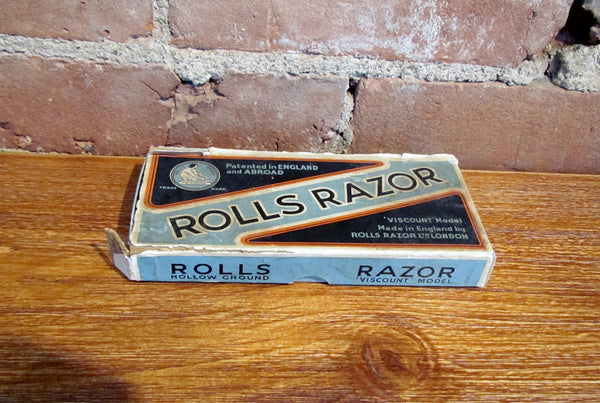 Patented in ENGLAND
and ABROAD
TRADE MARK
ROLLS RAZOR
'VISCOUNT' Model
Made in England by
ROLLS RAZOR LTD LONDON
ROLLS RAZOR
HOLLOW GROUND 'VISCOUNT' MODEL